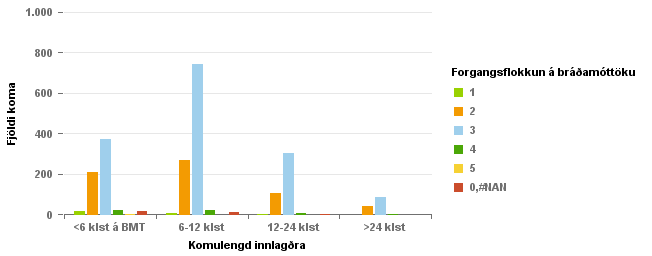 1.000
800
600
400
200
0
Fjöldi koma
<6 klst á BMT
6-12 klst
12-24 klst
>24 klst
Komulengd innlagðra
Forgangsflokkun á bráðamóttöku
1
2
3
4
5
0,#NAN